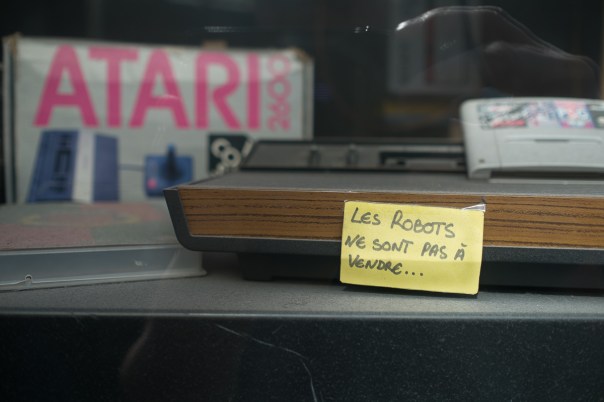 ATARI
2600
LES ROBOTS
NE SONT PAS À
VENDRE...